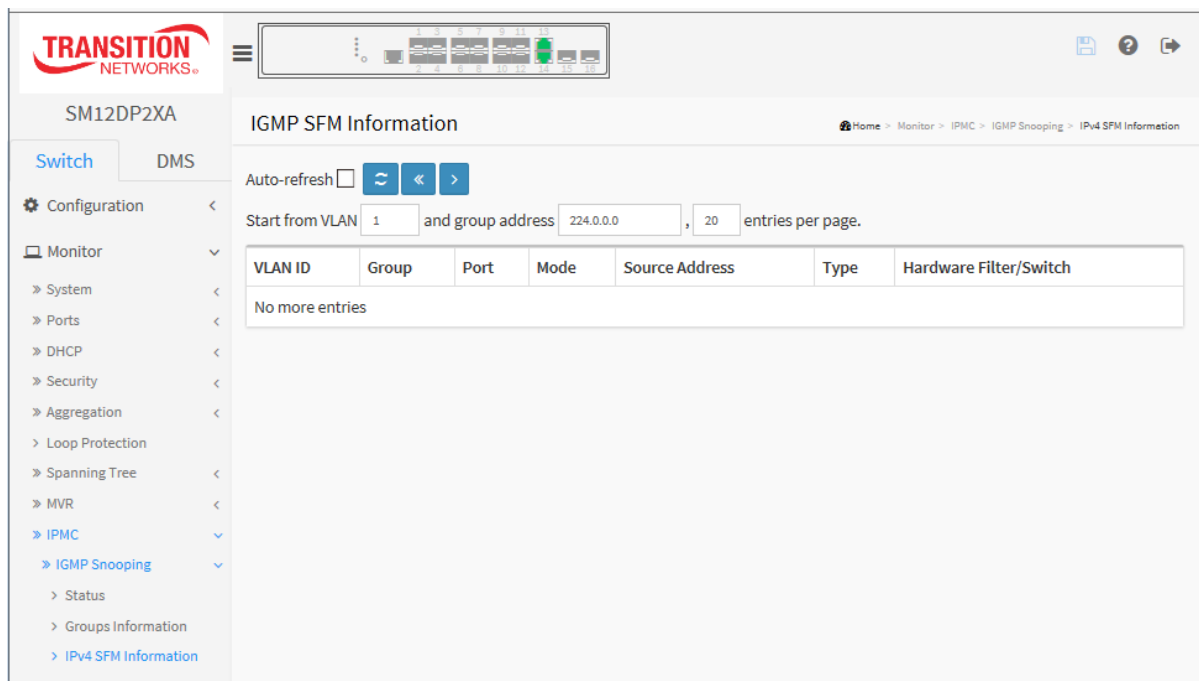 TRANSITION
NETWORKS®
1 3 5 7 9 11 13
2 4 6 8 10 12 14 15 16
SM12DP2XA
Switch DMS
Configuration
Monitor
System
Ports
DHCP
Security
Aggregation
Loop Protection
Spanning Tree
MVR
IPMC
IGMP Snooping
Status
Groups Information
IPv4 SFM Information
IGMP SFM Information
Home > Monitor > IPMC > IGMP Snooping > IPv4 SFM Information
Auto-refresh
Start from VLAN 1 and group address 224.0.0.0 , 20 entries per page.
VLAN ID Group Port Mode Source Address Type Hardware Filter/Switch
No more entries